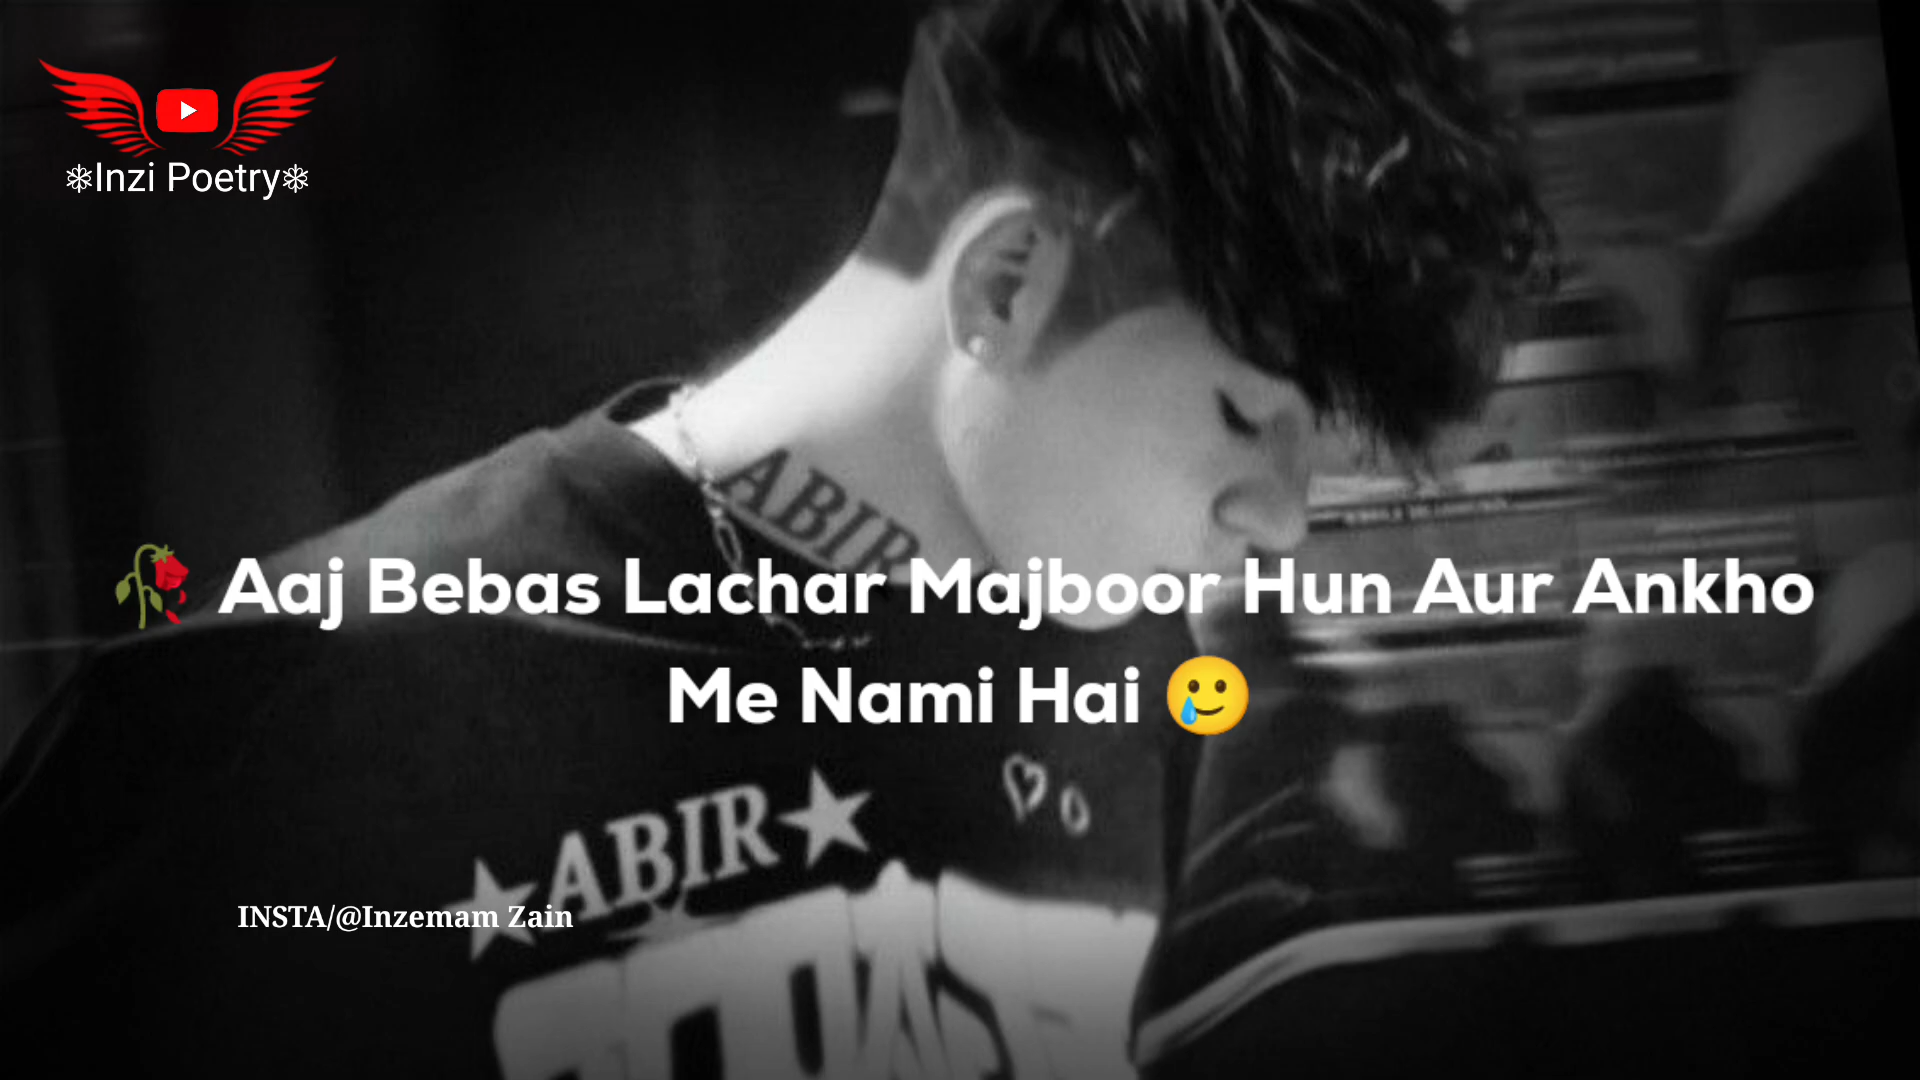 ❄Inzi Poetry❄
ABIR
🥀 Aaj Bebas Lachar Majboor Hun Aur Ankho
Me Nami Hai 🥲
★ABIR★
INSTA/@Inzemam Zain